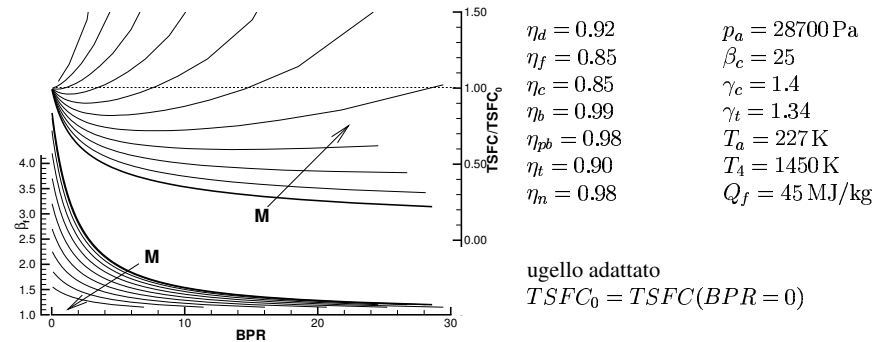 1.50
1.00
0.50
0.00
TSFC/TSFC₀
4.0
3.5
3.0
2.5
2.0
1.5
1.0
β_f
M
M
0
10
20
30
BPR
η_d = 0.92
η_f = 0.85
η_c = 0.85
η_b = 0.99
η_pb = 0.98
η_t = 0.90
η_n = 0.98
p_a = 28700 Pa
β_c = 25
γ_c = 1.4
γ_t = 1.34
T_a = 227 K
T_4 = 1450 K
Q_f = 45 MJ/kg
ugello adattato
TSFC₀ = TSFC(BPR = 0)